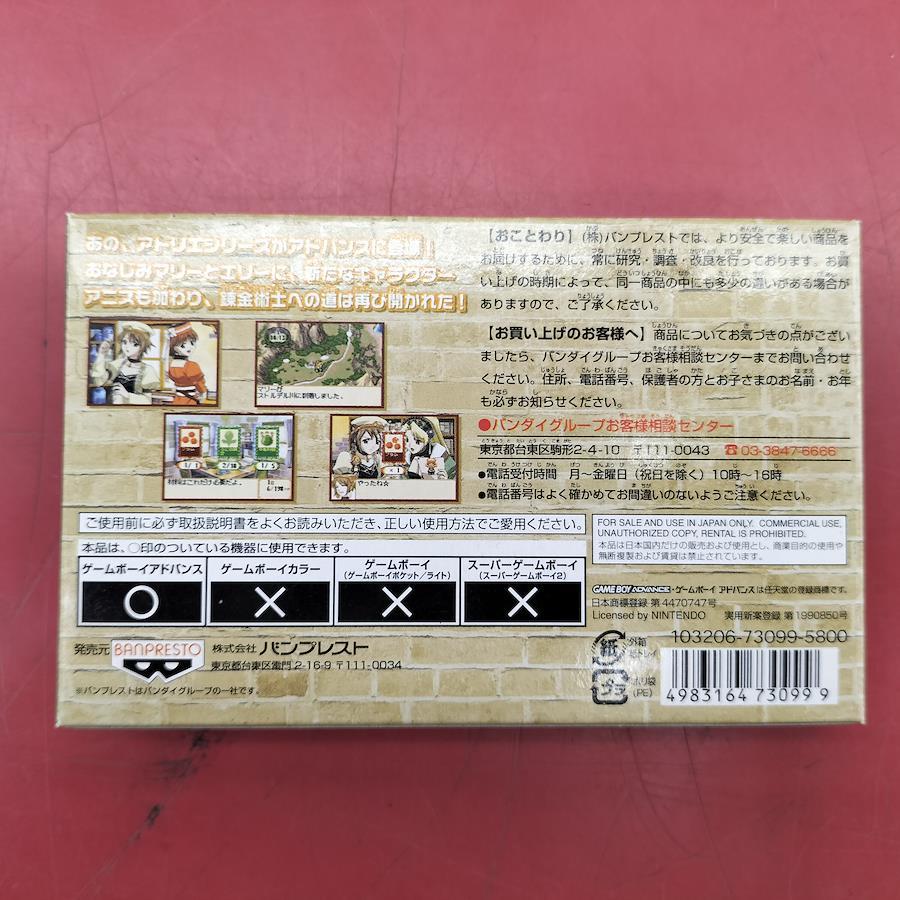 あの、アトリエシリーズがアドバンスに登場！
おなじみマリーとエリーに、新たなキャラクター
アニスも加わり、錬金術士への道は再び開かれた！
マリーは
ストルデル川に到着しました。
1/1
2/10
1/5
材料はこれだけ必要だよ。
×1
やったね☆
【おことわり】(株)バンプレストでは、より安全で楽しい商品を
お届けするために、常に研究・調査・改良を行っております。お買
い上げの時期によって、同一商品の中にも多少の違いがある場合が
ありますので、ご了承ください。
【お買い上げのお客様へ】商品についてお気づきの点がござい
ましたら、バンダイグループお客様相談センターまでお問い合わせ
ください。住所、電話番号、保護者の方とお子さまのお名前・お年
も必ずお知らせください。
●バンダイグループお客様相談センター
東京都台東区駒形2-4-10 〒111-0043 ☎03-3847-6666
●電話受付時間 月〜金曜日(祝日を除く)10時〜16時
●電話番号はよく確かめてお間違いのないようご注意ください。
ご使用前に必ず取扱説明書をよくお読みいただき、正しい使用方法でご愛用ください。
本品は、○印のついている機器に使用できます。
ゲームボーイアドバンス
ゲームボーイカラー
ゲームボーイ
(ゲームボーイポケット/ライト)
スーパーゲームボーイ
(スーパーゲームボーイ2)
○
×
×
×
FOR SALE AND USE IN JAPAN ONLY. COMMERCIAL USE,
UNAUTHORIZED COPY, RENTAL IS PROHIBITED.
本品は日本国内だけの販売および使用とし、商業目的の使用や
無断複製および賃貸は禁止されています。
GAME BOY ADVANCE・ゲームボーイ アドバンスは任天堂の登録商標です。
日本商標登録 第4470747号
Licensed by NINTENDO 実用新案登録 第1990850号
発売元 BANPRESTO 株式会社 バンプレスト
東京都台東区雷門2-16-9 〒111-0034
※バンプレストはバンダイグループの一社です。
紙
外箱
紙トレイ
プラ
ポリ袋
(PE)
103206-73099-5800
4983164 730999